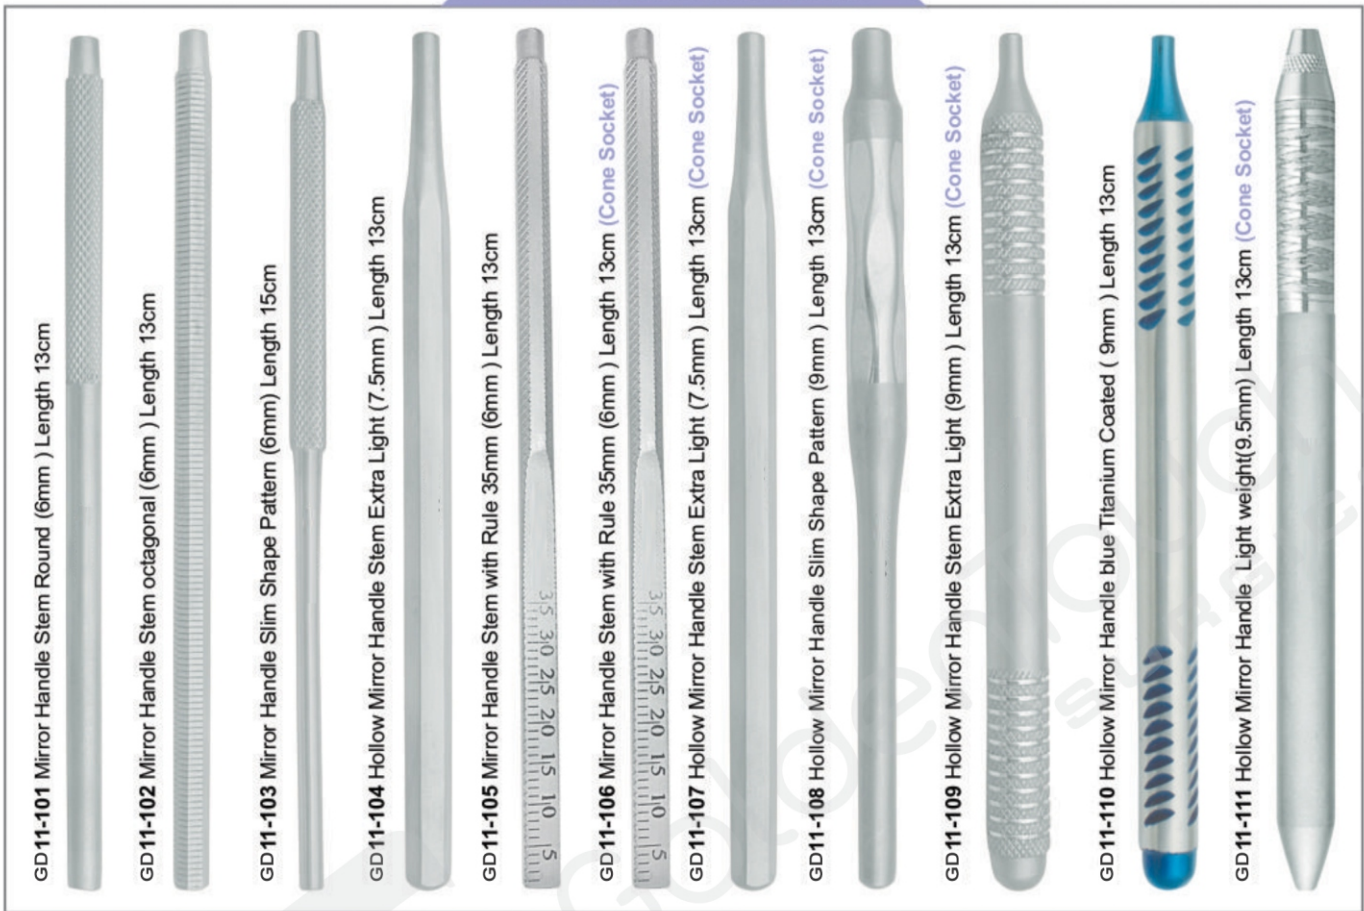 GD11-101 Mirror Handle Stem Round (6mm ) Length 13cm
GD11-102 Mirror Handle Stem octagonal (6mm ) Length 13cm
GD11-103 Mirror Handle Slim Shape Pattern (6mm) Length 15cm
GD11-104 Hollow Mirror Handle Stem Extra Light (7.5mm ) Length 13cm
GD11-105 Mirror Handle Stem with Rule 35mm (6mm ) Length 13cm
35 30 25 20 15 10 5
GD11-106 Mirror Handle Stem with Rule 35mm (6mm ) Length 13cm (Cone Socket)
35 30 25 20 15 10 5
GD11-107 Hollow Mirror Handle Stem Extra Light (7.5mm ) Length 13cm (Cone Socket)
GD11-108 Hollow Mirror Handle Slim Shape Pattern (9mm ) Length 13cm (Cone Socket)
GD11-109 Hollow Mirror Handle Stem Extra Light (9mm ) Length 13cm (Cone Socket)
GD11-110 Hollow Mirror Handle blue Titanium Coated ( 9mm ) Length 13cm
GD11-111 Hollow Mirror Handle Light weight(9.5mm) Length 13cm (Cone Socket)
GoldenTouch